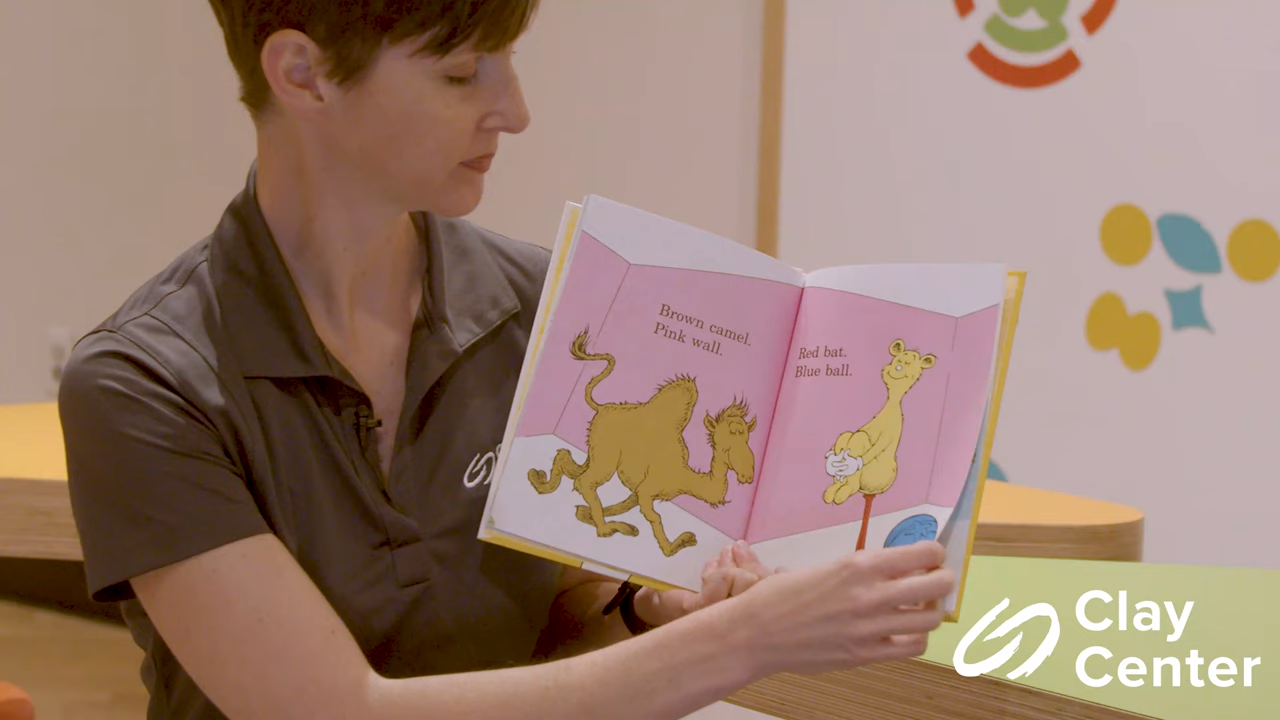 Brown camel.
Pink wall.
Red bat.
Blue ball.
Clay
Center